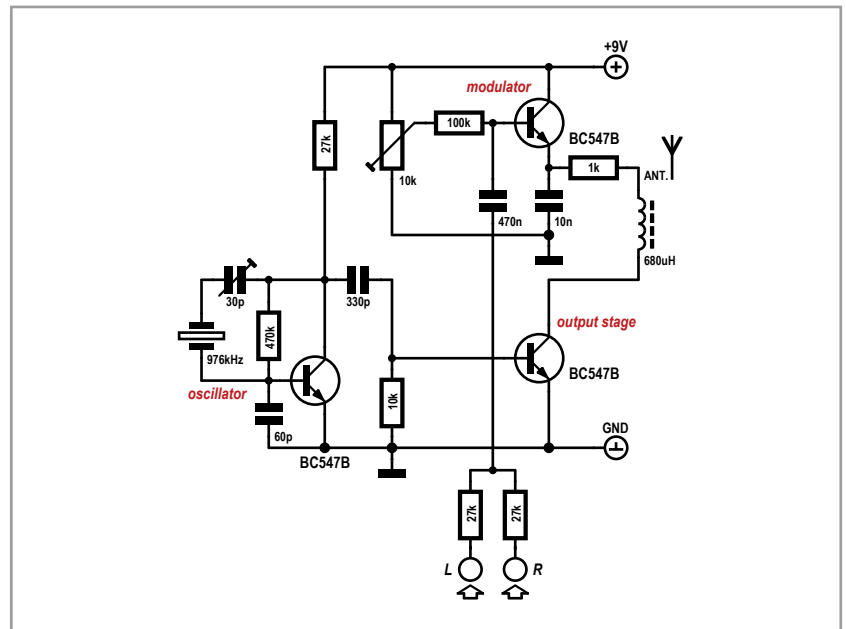 +9V
modulator
27k
100k
BC547B
10k
1k
ANT.
470n
10n
680uH
30p
330p
470k
976kHz
output stage
BC547B
oscillator
10k
60p
GND
BC547B
27k
27k
L
R